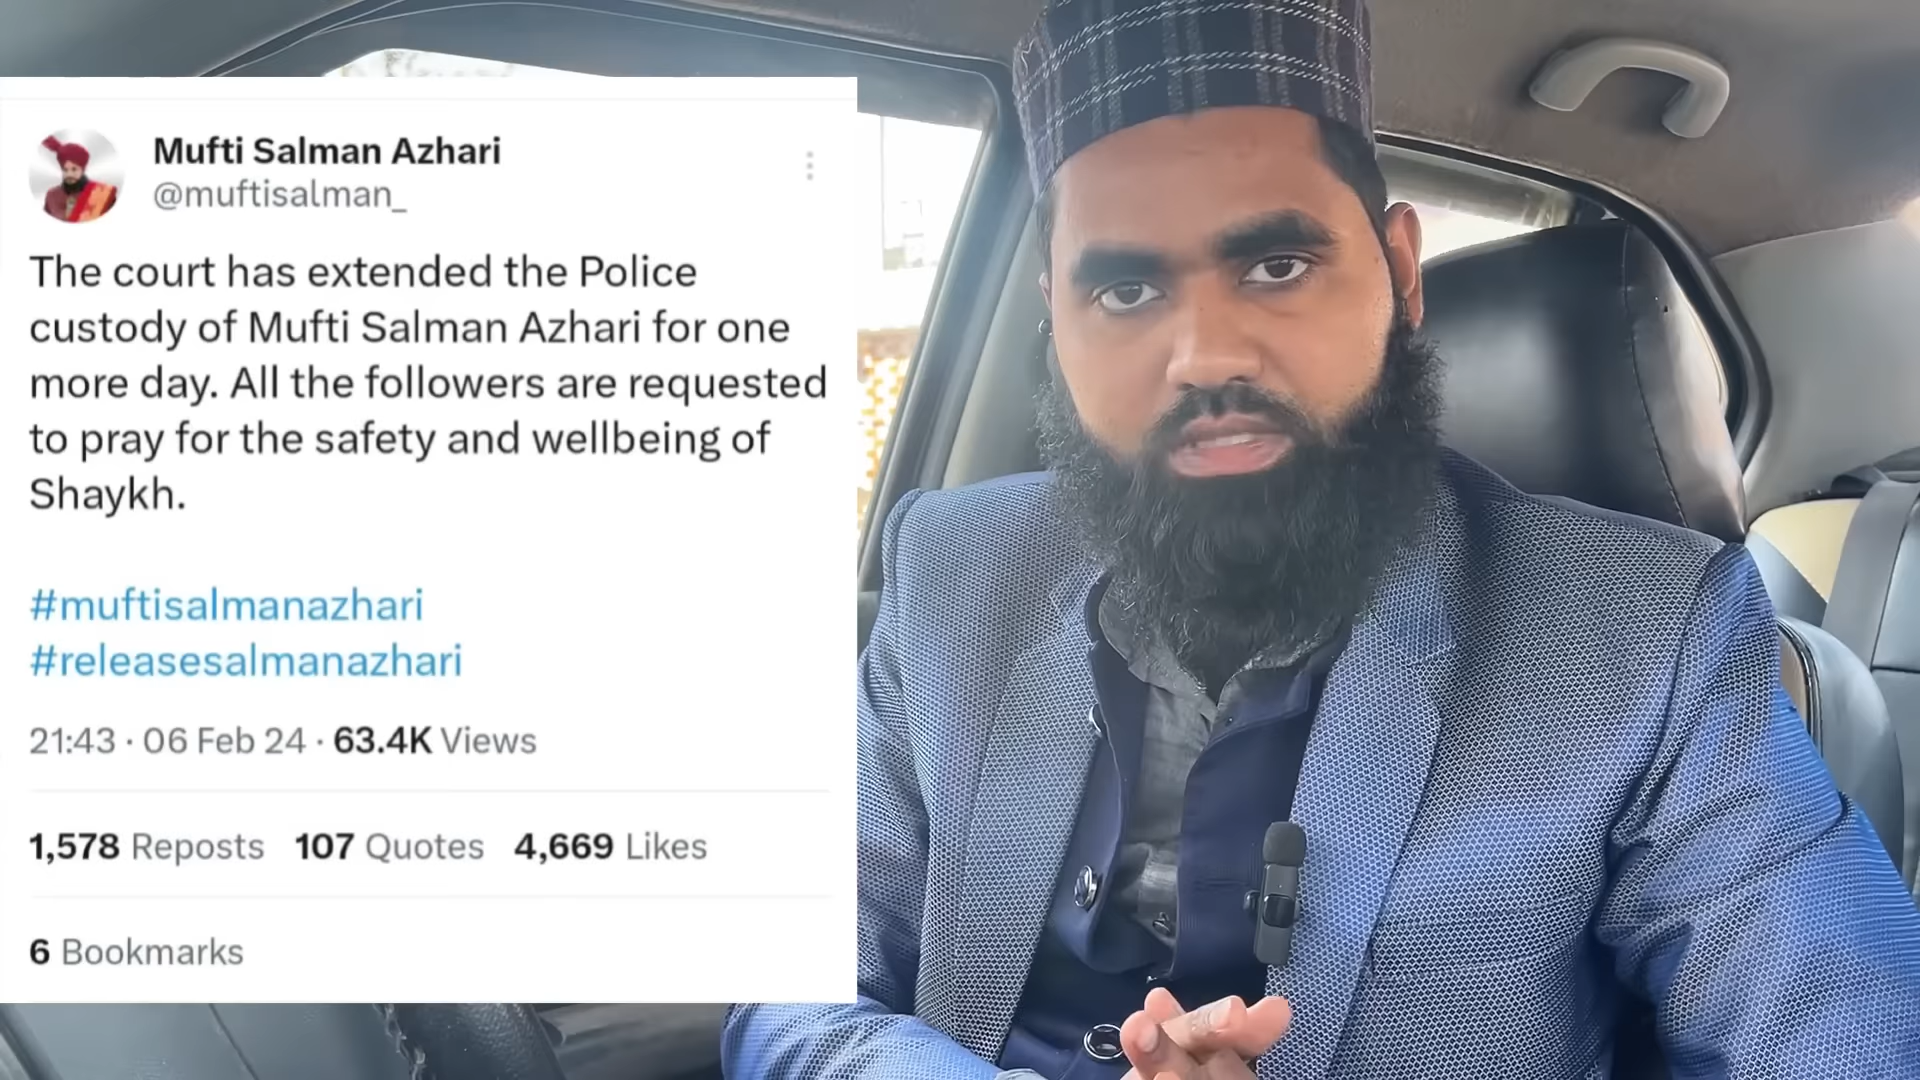 Mufti Salman Azhari
@muftisalman_
The court has extended the Police
custody of Mufti Salman Azhari for one
more day. All the followers are requested
to pray for the safety and wellbeing of
Shaykh.
#muftisalmanazhari
#releasesalmanazhari
21:43 · 06 Feb 24 · 63.4K Views
1,578 Reposts 107 Quotes 4,669 Likes
6 Bookmarks